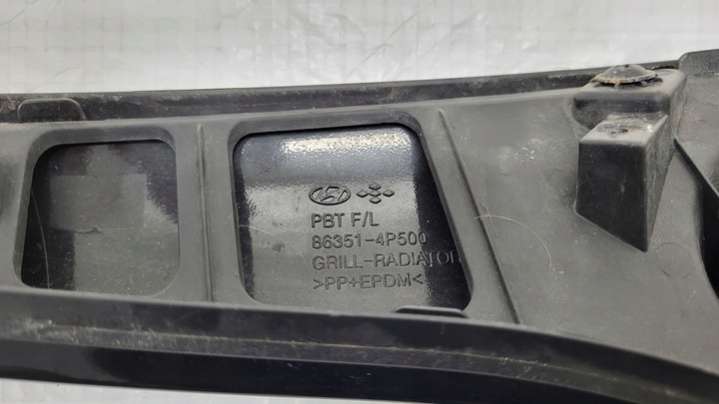 PBT F/L
86351-4P500
GRILL-RADIATOR
>PP+EPDM<